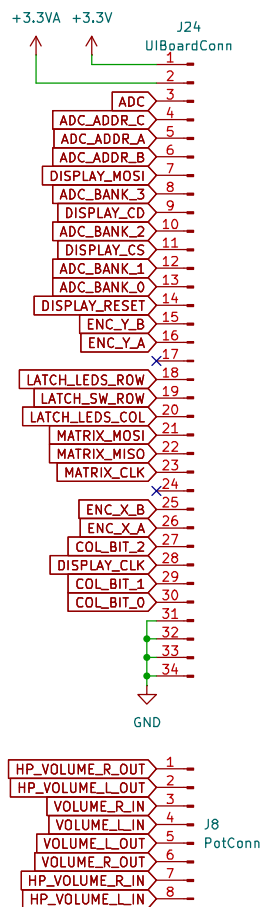 +3.3VA +3.3V
J24
UIBoardConn
1
2
ADC 3
ADC_ADDR_C 4
ADC_ADDR_A 5
ADC_ADDR_B 6
DISPLAY_MOSI 7
ADC_BANK_3 8
DISPLAY_CD 9
ADC_BANK_2 10
DISPLAY_CS 11
ADC_BANK_1 12
ADC_BANK_0 13
DISPLAY_RESET 14
ENC_Y_B 15
ENC_Y_A 16
17
LATCH_LEDS_ROW 18
LATCH_SW_ROW 19
LATCH_LEDS_COL 20
MATRIX_MOSI 21
MATRIX_MISO 22
MATRIX_CLK 23
24
ENC_X_B 25
ENC_X_A 26
COL_BIT_2 27
DISPLAY_CLK 28
COL_BIT_1 29
COL_BIT_0 30
31
32
33
34
GND
HP_VOLUME_R_OUT 1
HP_VOLUME_L_OUT 2
VOLUME_R_IN 3
VOLUME_L_IN 4
J8
VOLUME_L_OUT 5
PotConn
VOLUME_R_OUT 6
HP_VOLUME_R_IN 7
HP_VOLUME_L_IN 8